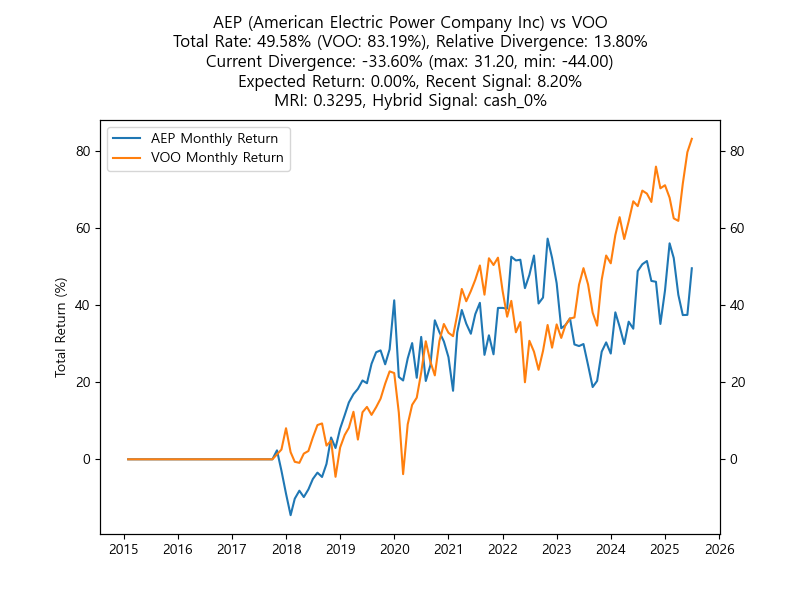 AEP (American Electric Power Company Inc) vs VOO
Total Rate: 49.58% (VOO: 83.19%), Relative Divergence: 13.80%
Current Divergence: -33.60% (max: 31.20, min: -44.00)
Expected Return: 0.00%, Recent Signal: 8.20%
MRI: 0.3295, Hybrid Signal: cash_0%
AEP Monthly Return
VOO Monthly Return
80
60
40
20
0
Total Return (%)
80
60
40
20
0
2015 2016 2017 2018 2019 2020 2021 2022 2023 2024 2025 2026